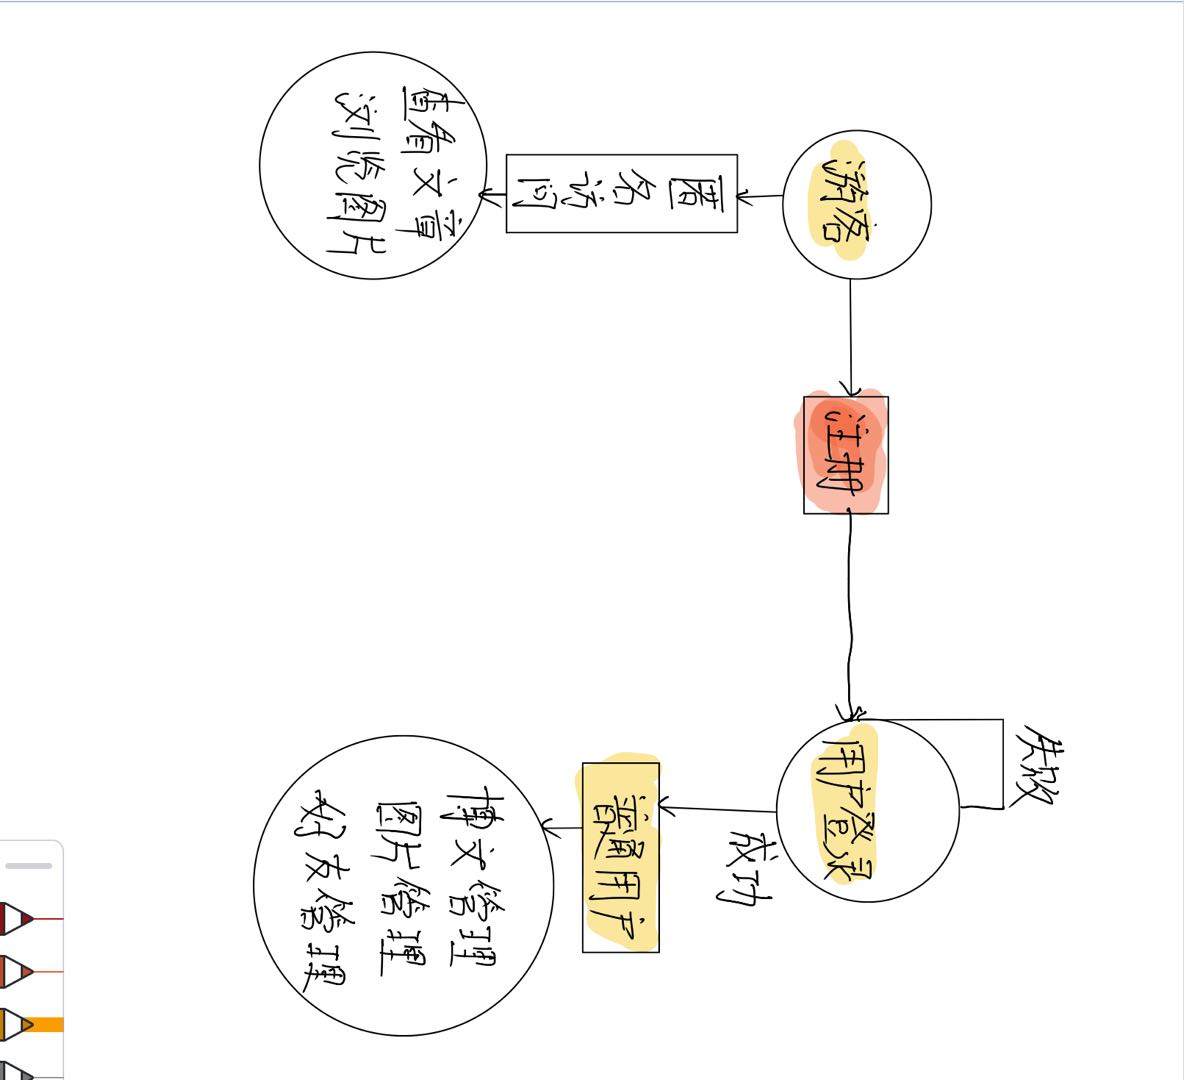 失败
游客
注册
用户登录
成功
匿
名
访
问
普通用户
查看文章
浏览图片
博文管理
图片管理
好友管理